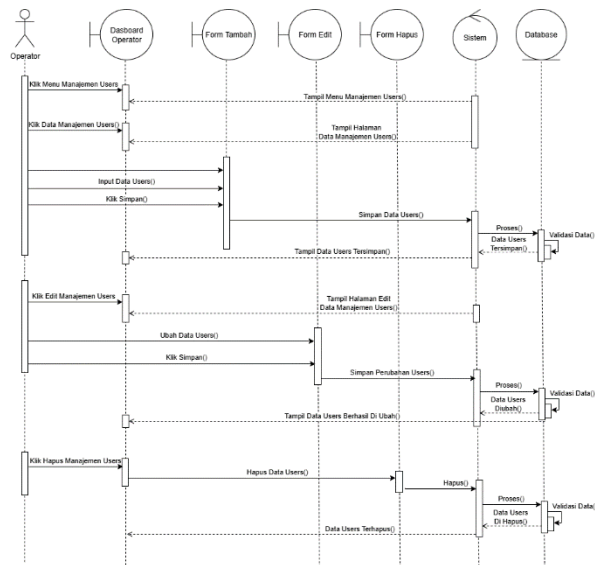 Operator
Dasboard
Operator
Form Tambah
Form Edit
Form Hapus
Sistem
Database
Klik Menu Manajemen Users
Tampil Menu Manajemen Users()
Klik Data Manajemen Users()
Tampil Halaman
Data Manajemen Users()
Input Data Users()
Klik Simpan()
Simpan Data Users()
Proses()
Validasi Data()
Data Users
Tersimpan()
Tampil Data Users Tersimpan()
Klik Edit Manajemen Users
Tampil Halaman Edit
Data Manajemen Users()
Ubah Data Users()
Klik Simpan()
Simpan Perubahan Users()
Proses()
Validasi Data()
Data Users
Diubah()
Tampil Data Users Berhasil Di Ubah()
Klik Hapus Manajemen Users
Hapus Data Users()
Hapus()
Proses()
Validasi Data()
Data Users
Di Hapus()
Data Users Terhapus()